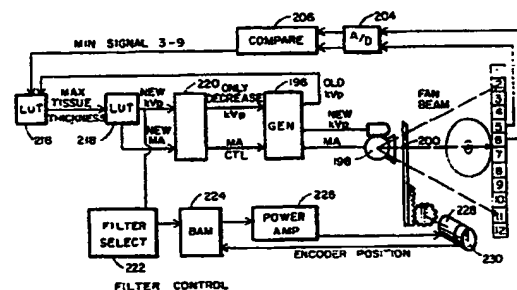 206
204
MIN SIGNAL 3-9
COMPARE
A/D
220
ONLY
DECREASE
196
OLD
kVp
NEW
kVp
kVp
MAX
TISSUE
THICKNESS
LUT
LUT
GEN
FAN
BEAM
NEW
kVp
NEW
MA
MA
CTL
MA
216
218
198
200
1
2
3
4
5
6
7
8
9
10
11
12
224
226
228
FILTER
SELECT
BAM
POWER
AMP
222
ENCODER POSITION
230
FILTER CONTROL